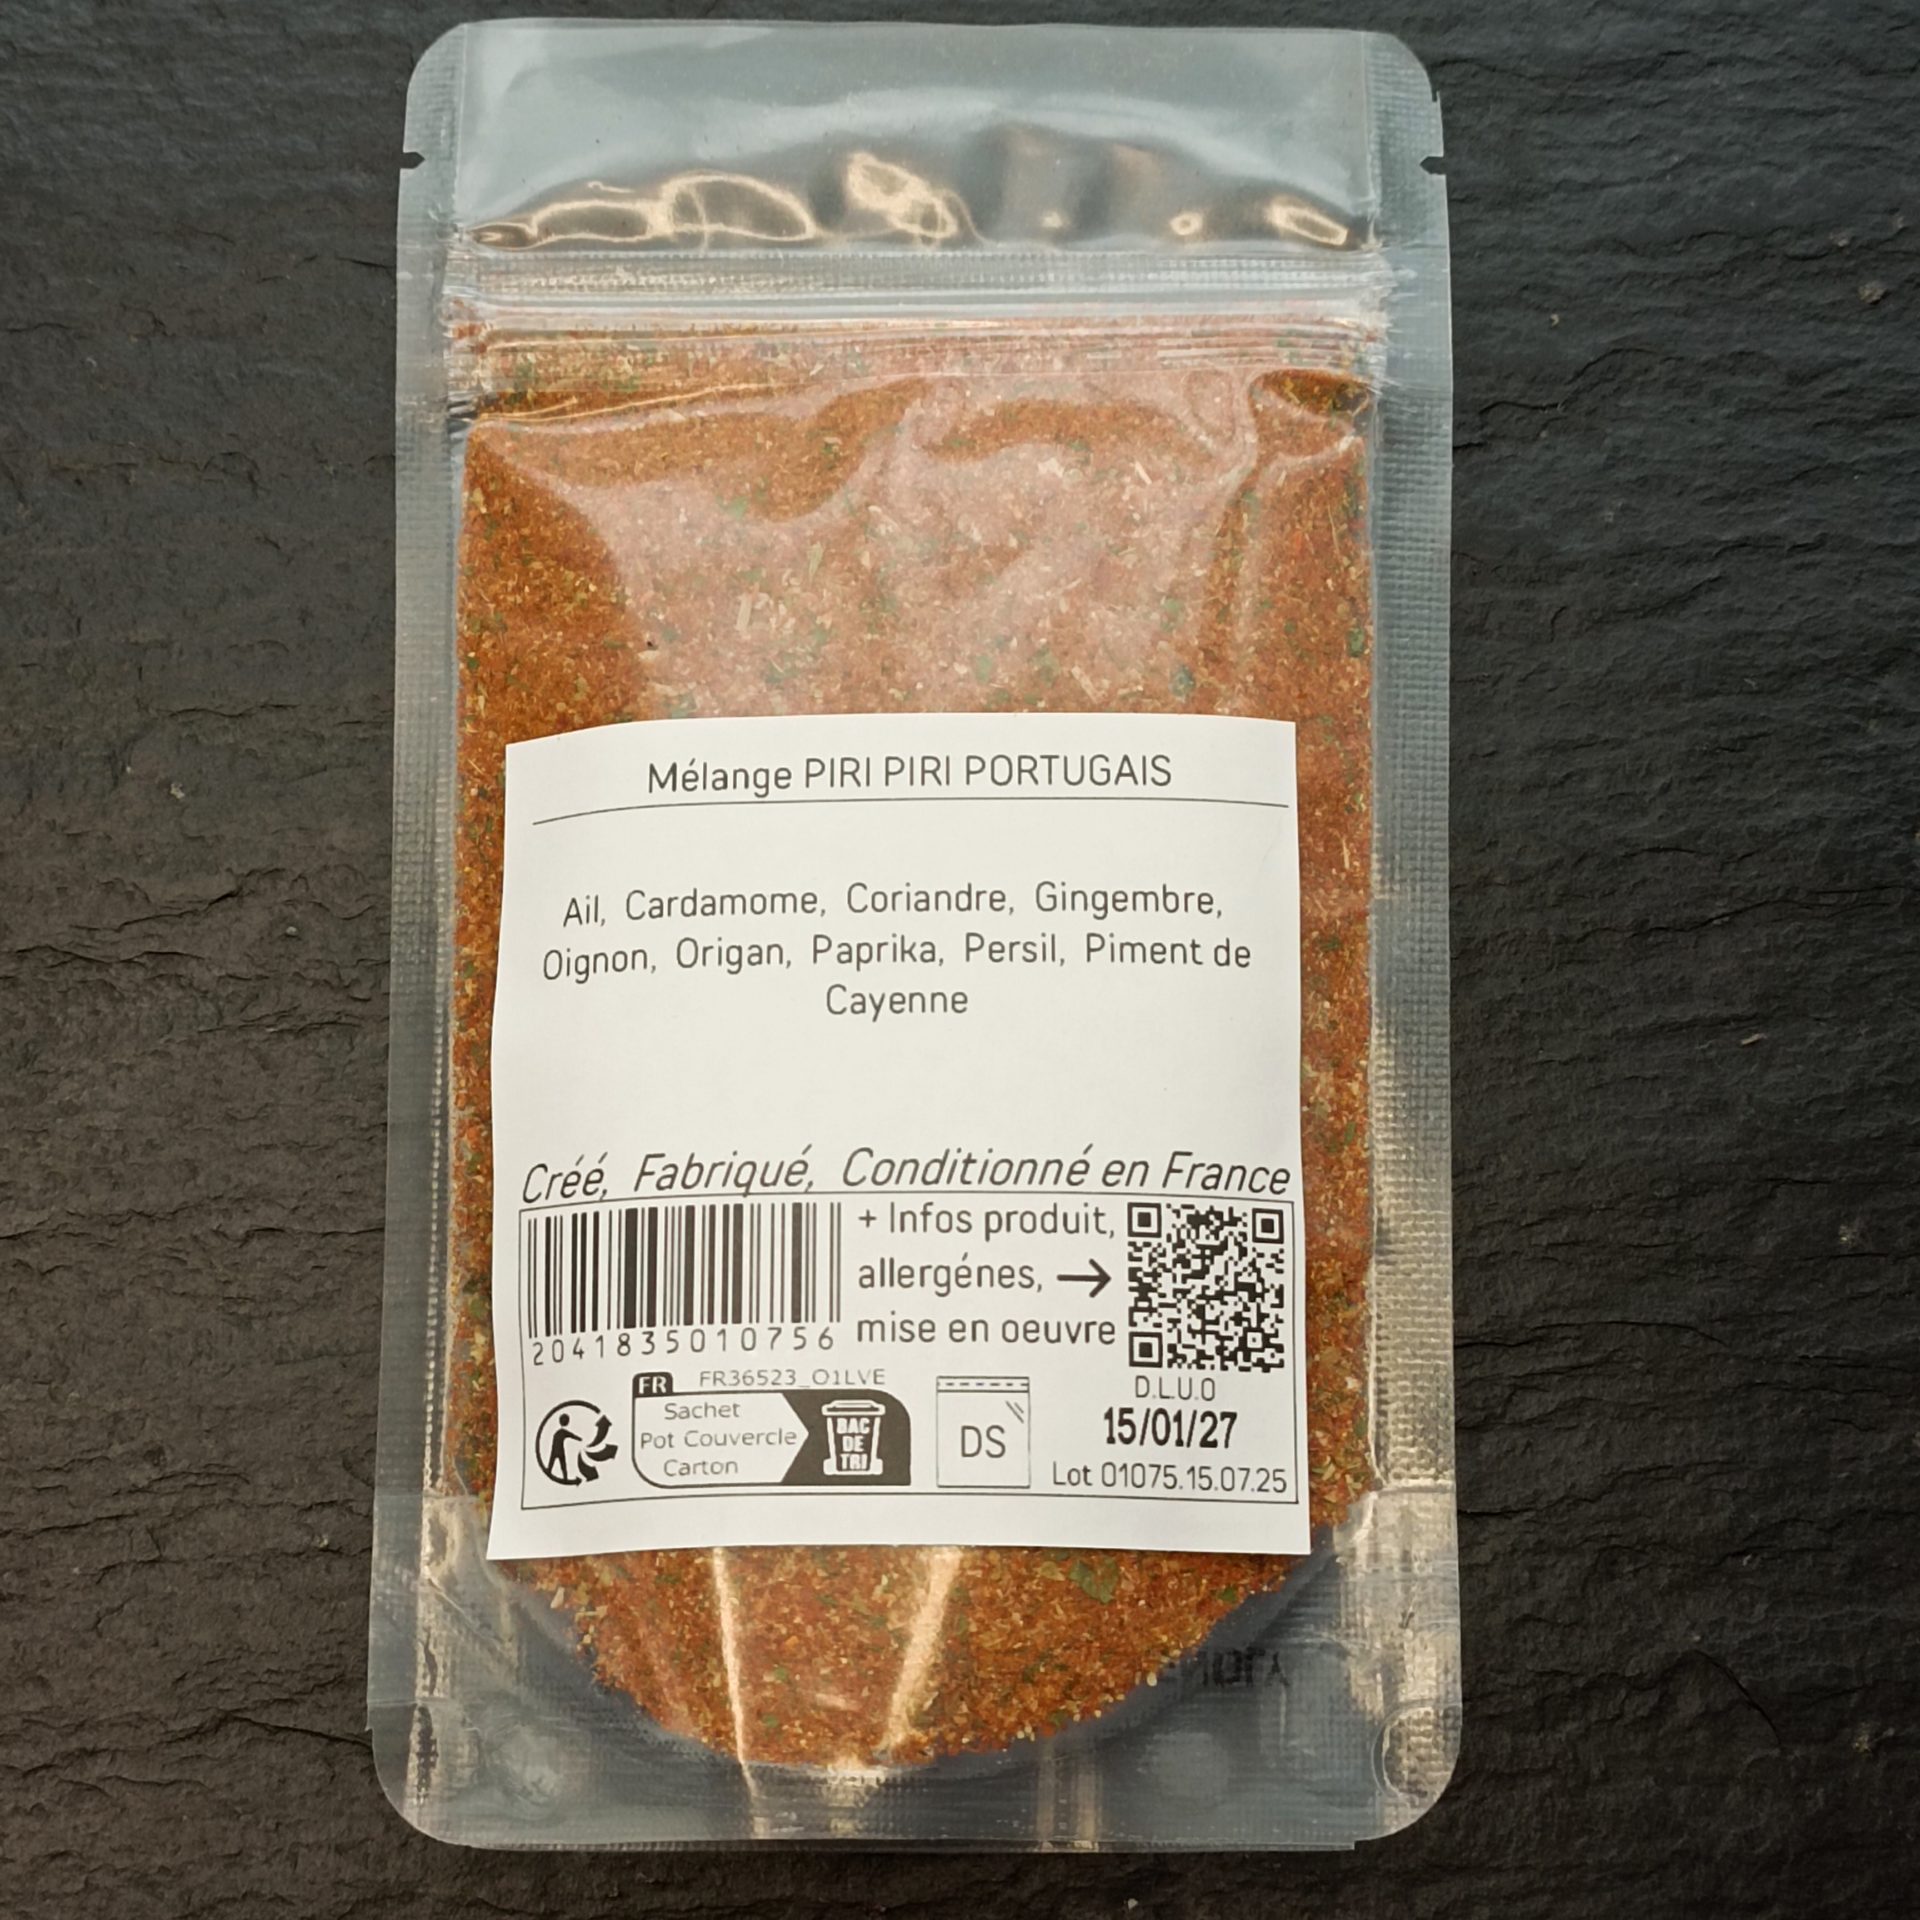 Mélange PIRI PIRI PORTUGAIS
Ail, Cardamome, Coriandre, Gingembre,
Oignon, Origan, Paprika, Persil, Piment de
Cayenne
Créé, Fabriqué, Conditionné en France
2041835010756
+ Infos produit,
allergénes, →
mise en oeuvre
FR
FR36523_01LVE
Sachet
Pot Couvercle
Carton
BAC
DE
TRI
DS
D.L.U.O
15/01/27
Lot 01075.15.07.25